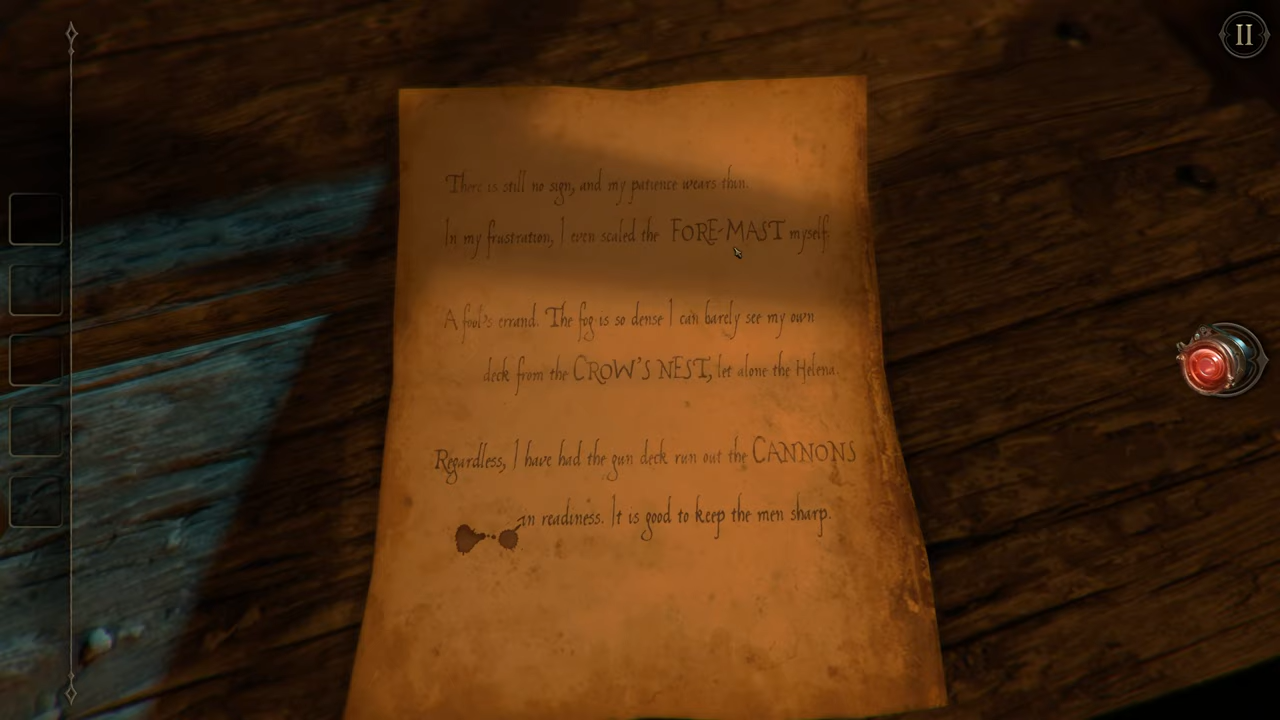 There is still no sign, and my patience wears thin.
In my frustration, I even scaled the FORE-MAST myself.
A fool's errand. The fog is so dense I can barely see my own
deck from the CROW'S NEST, let alone the Helena.
Regardless, I have had the gun deck run out the CANNONS
in readiness. It is good to keep the men sharp.
II